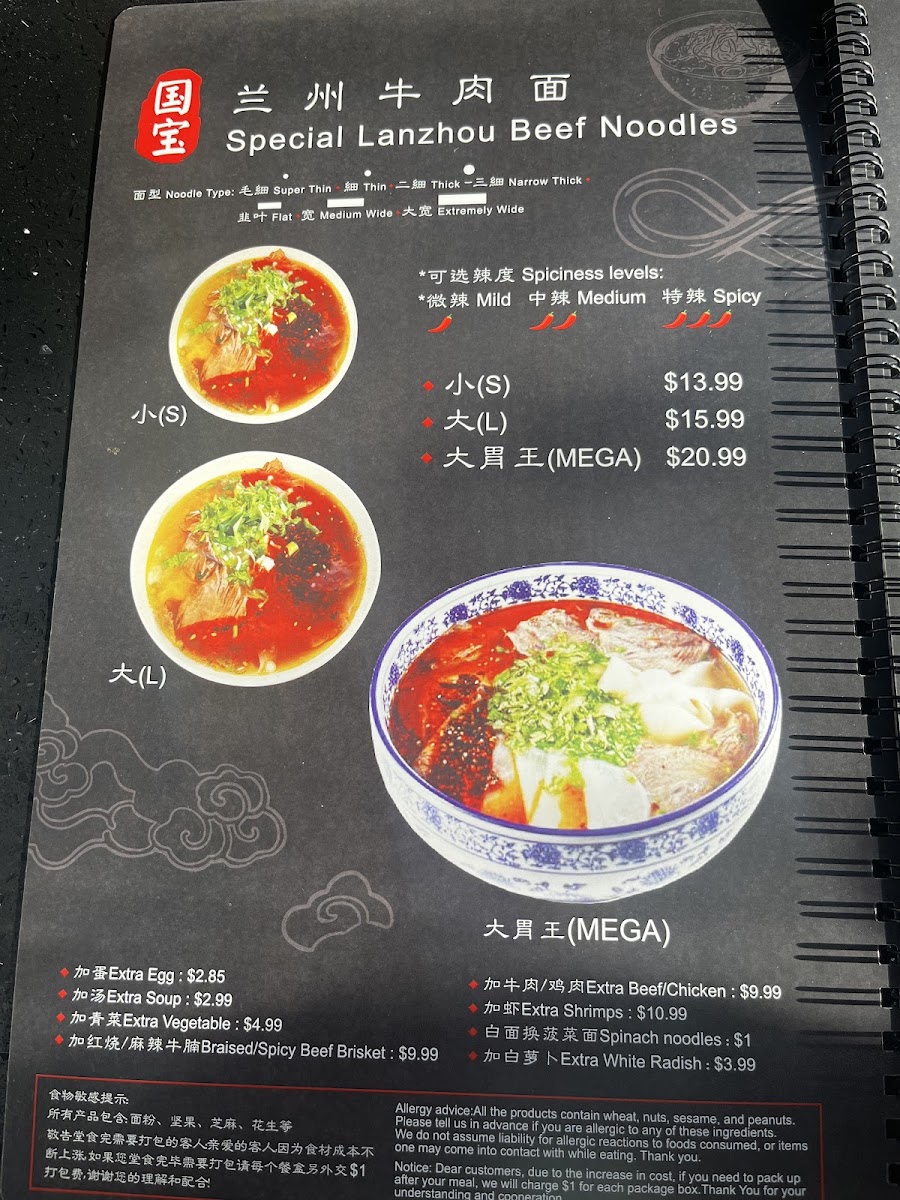 国宝
兰州牛肉面
Special Lanzhou Beef Noodles
面型 Noodle Type: 毛細 Super Thin 細 Thin 二細 Thick 三細 Narrow Thick
韭叶 Flat 宽 Medium Wide 大宽 Extremely Wide
*可选辣度 Spiciness levels:
*微辣 Mild 中辣 Medium 特辣 Spicy
小(S) $13.99
大(L) $15.99
大胃王(MEGA) $20.99
小(S)
大(L)
大胃王(MEGA)
加蛋Extra Egg : $2.85
加汤Extra Soup : $2.99
加青菜Extra Vegetable : $4.99
加红烧/麻辣牛腩Braised/Spicy Beef Brisket : $9.99
加牛肉/鸡肉Extra Beef/Chicken : $9.99
加虾Extra Shrimps : $10.99
白面换菠菜面Spinach noodles : $1
加白萝卜Extra White Radish : $3.99
食物敏感提示:
所有产品包含:面粉、坚果、芝麻、花生等
敬告堂食完需要打包的客人:亲爱的客人因为食材成本不
断上涨,如果您堂食完毕需要打包请每个餐盒另外交$1
打包费,谢谢您的理解和配合!
Allergy advice:All the products contain wheat, nuts, sesame, and peanuts.
Please tell us in advance if you are allergic to any of these ingredients.
We do not assume liability for allergic reactions to foods consumed, or items
one may come into contact with while eating. Thank you.
Notice: Dear customers, due to the increase in cost, if you need to pack up
after your meal, we will charge $1 for each package box.Thank You for your
understanding and cooperation